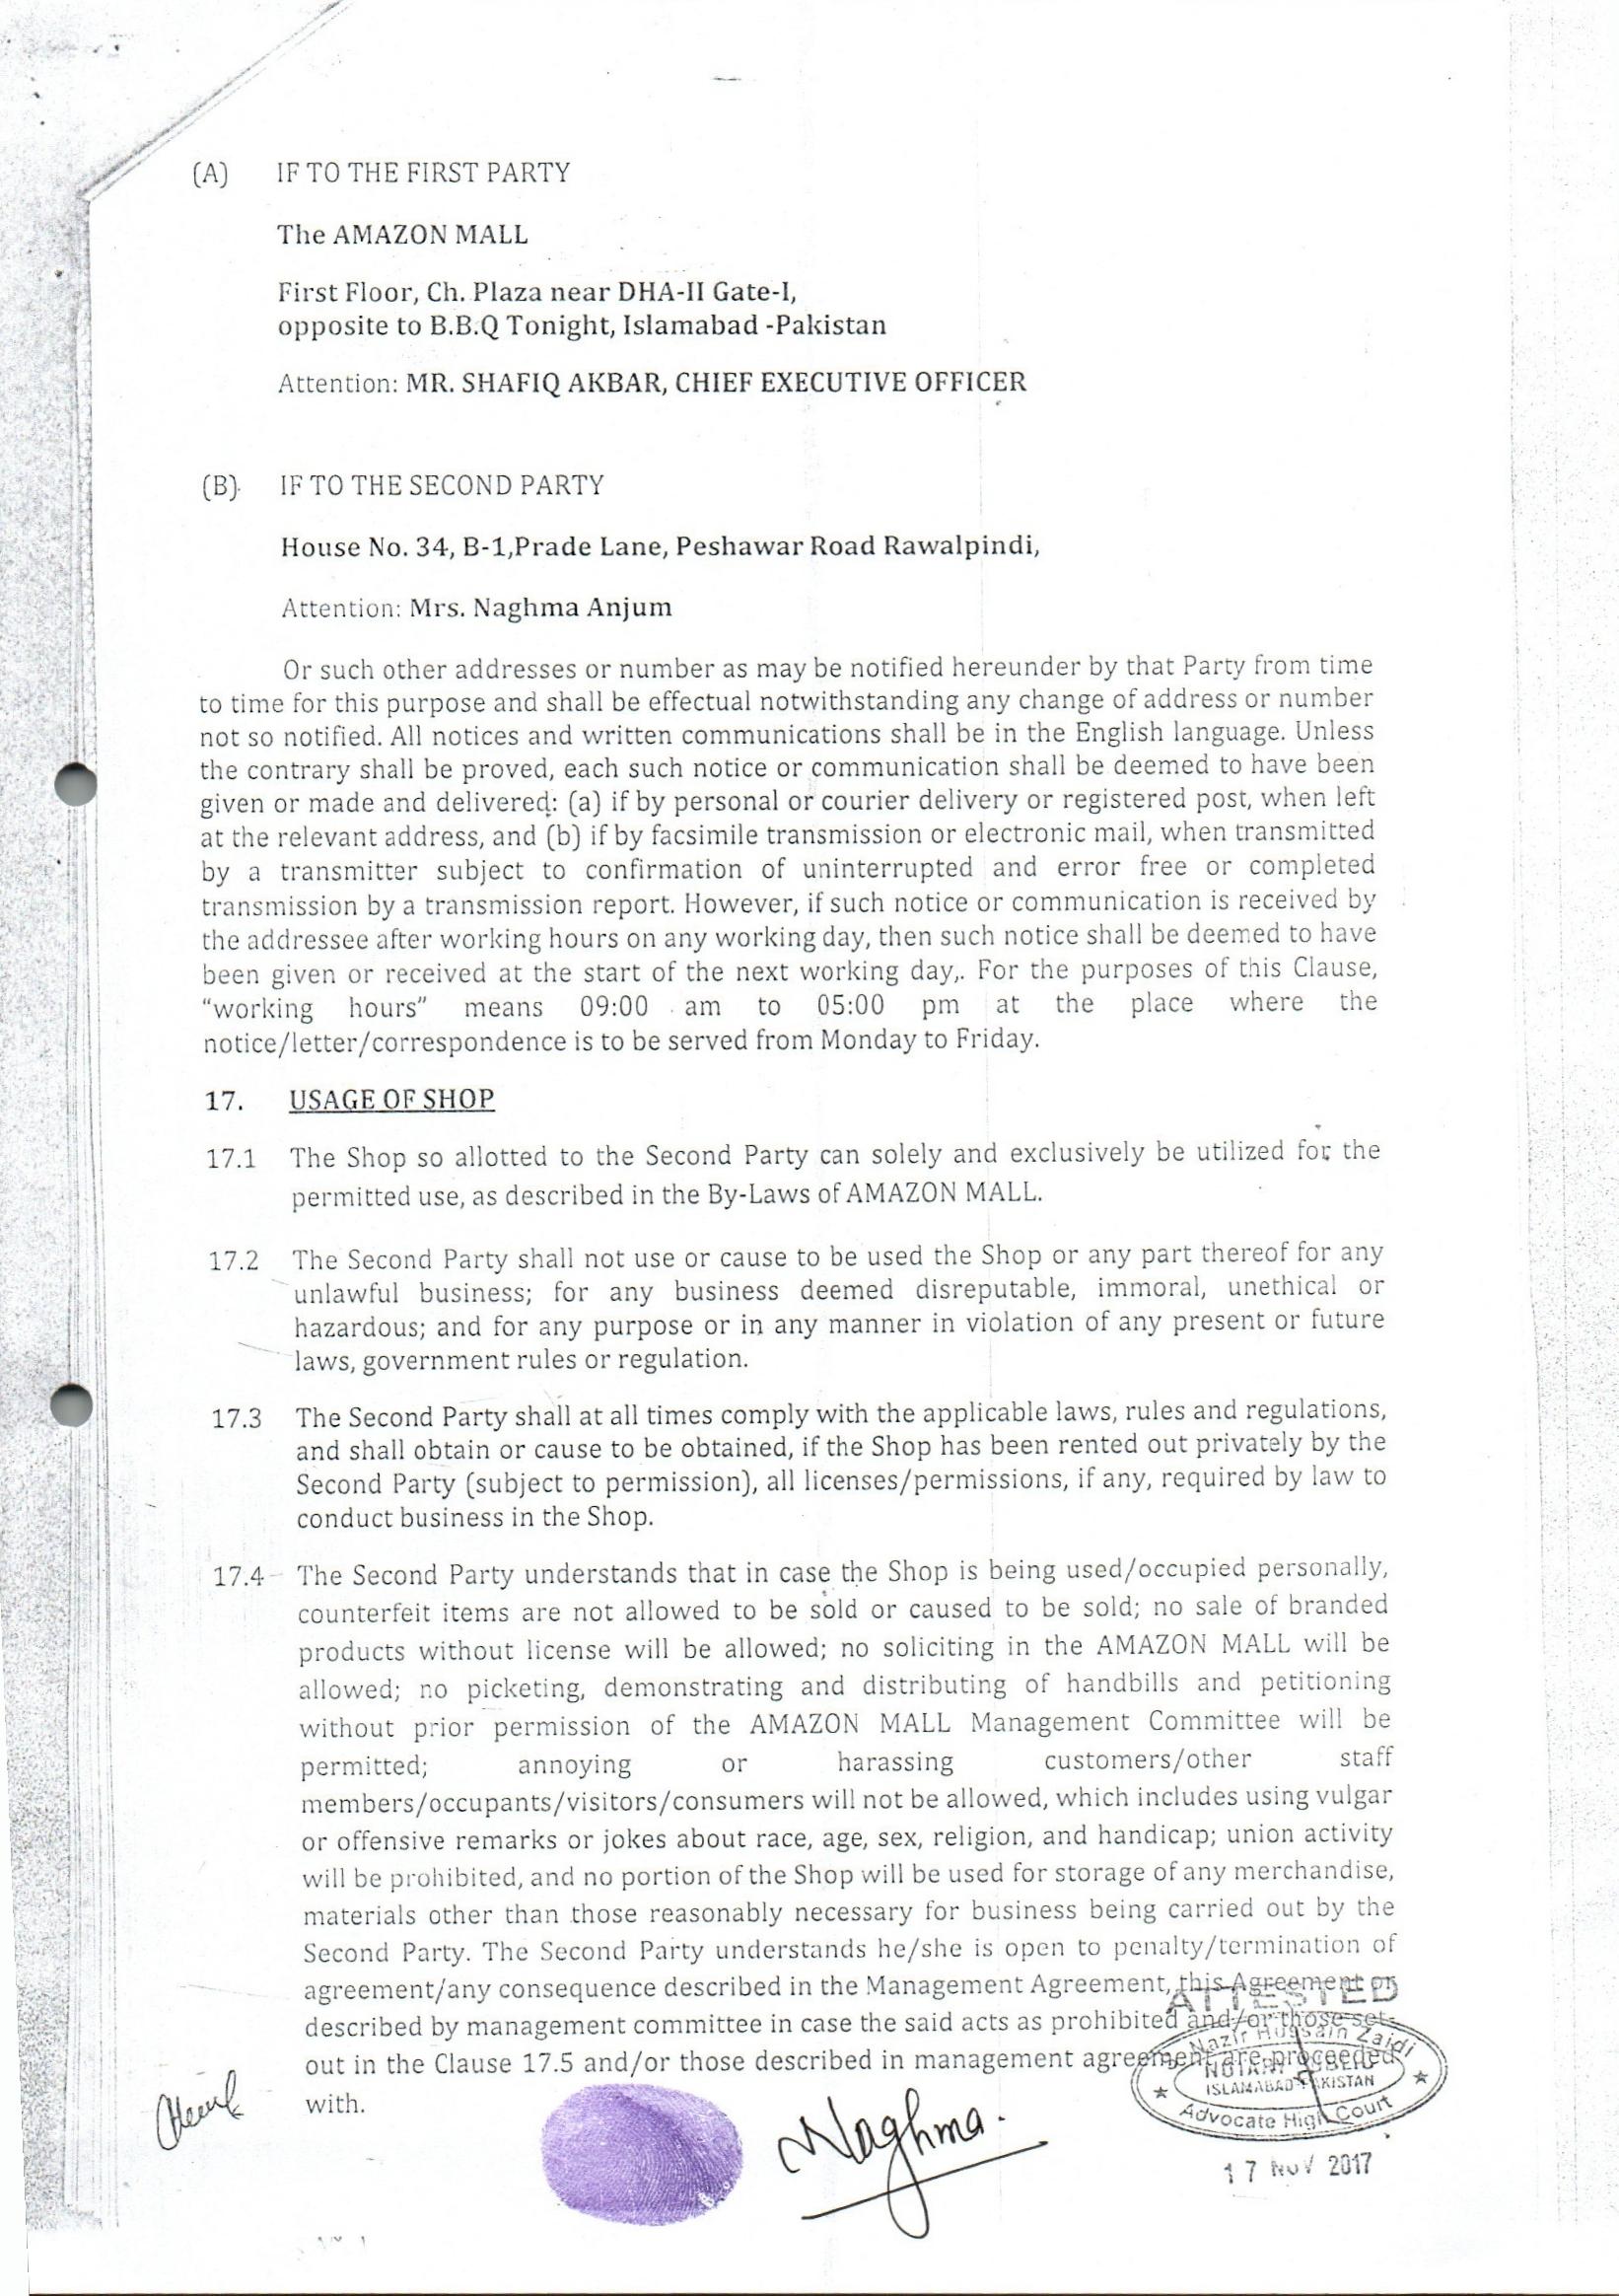 (A) IF TO THE FIRST PARTY
The AMAZON MALL
First Floor, Ch. Plaza near DHA-II Gate-I,
opposite to B.B.Q Tonight, Islamabad -Pakistan
Attention: MR. SHAFIQ AKBAR, CHIEF EXECUTIVE OFFICER
(B) IF TO THE SECOND PARTY
House No. 34, B-1,Prade Lane, Peshawar Road Rawalpindi,
Attention: Mrs. Naghma Anjum
Or such other addresses or number as may be notified hereunder by that Party from time
to time for this purpose and shall be effectual notwithstanding any change of address or number
not so notified. All notices and written communications shall be in the English language. Unless
the contrary shall be proved, each such notice or communication shall be deemed to have been
given or made and delivered: (a) if by personal or courier delivery or registered post, when left
at the relevant address, and (b) if by facsimile transmission or electronic mail, when transmitted
by a transmitter subject to confirmation of uninterrupted and error free or completed
transmission by a transmission report. However, if such notice or communication is received by
the addressee after working hours on any working day, then such notice shall be deemed to have
been given or received at the start of the next working day,. For the purposes of this Clause,
“working hours” means 09:00 am to 05:00 pm at the place where the
notice/letter/correspondence is to be served from Monday to Friday.
17. USAGE OF SHOP
17.1 The Shop so allotted to the Second Party can solely and exclusively be utilized for the
permitted use, as described in the By-Laws of AMAZON MALL.
17.2 The Second Party shall not use or cause to be used the Shop or any part thereof for any
unlawful business; for any business deemed disreputable, immoral, unethical or
hazardous; and for any purpose or in any manner in violation of any present or future
laws, government rules or regulation.
17.3 The Second Party shall at all times comply with the applicable laws, rules and regulations,
and shall obtain or cause to be obtained, if the Shop has been rented out privately by the
Second Party (subject to permission), all licenses/permissions, if any, required by law to
conduct business in the Shop.
17.4 The Second Party understands that in case the Shop is being used/occupied personally,
counterfeit items are not allowed to be sold or caused to be sold; no sale of branded
products without license will be allowed; no soliciting in the AMAZON MALL will be
allowed; no picketing, demonstrating and distributing of handbills and petitioning
without prior permission of the AMAZON MALL Management Committee will be
permitted; annoying or harassing customers/other staff
members/occupants/visitors/consumers will not be allowed, which includes using vulgar
or offensive remarks or jokes about race, age, sex, religion, and handicap; union activity
will be prohibited, and no portion of the Shop will be used for storage of any merchandise,
materials other than those reasonably necessary for business being carried out by the
Second Party. The Second Party understands he/she is open to penalty/termination of
agreement/any consequence described in the Management Agreement, this Agreement or
described by management committee in case the said acts as prohibited and/or those set-
out in the Clause 17.5 and/or those described in management agreement are proceeded
with.
ATTESTED
Nazir Hussain Zaidi
NOTARY PUBLIC
ISLAMABAD PAKISTAN
Advocate High Court
Naghma.
17 NOV 2017